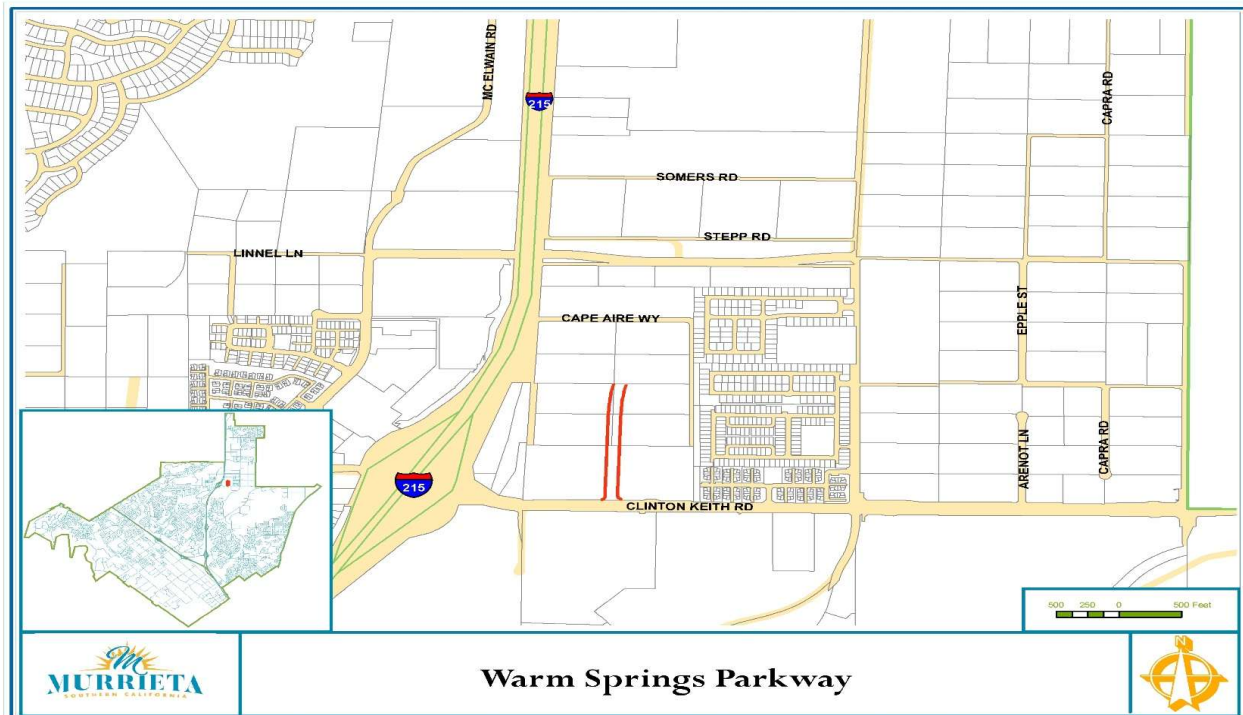 MC ELWAIN RD
215
CAPRA RD
SOMERS RD
STEPP RD
LINNEL LN
EPPLE ST
CAPE AIRE WY
ARENOT LN
CAPRA RD
215
CLINTON KEITH RD
500 250 0 500 Feet
M
MURRIETA
SOUTHERN CALIFORNIA
Warm Springs Parkway
N